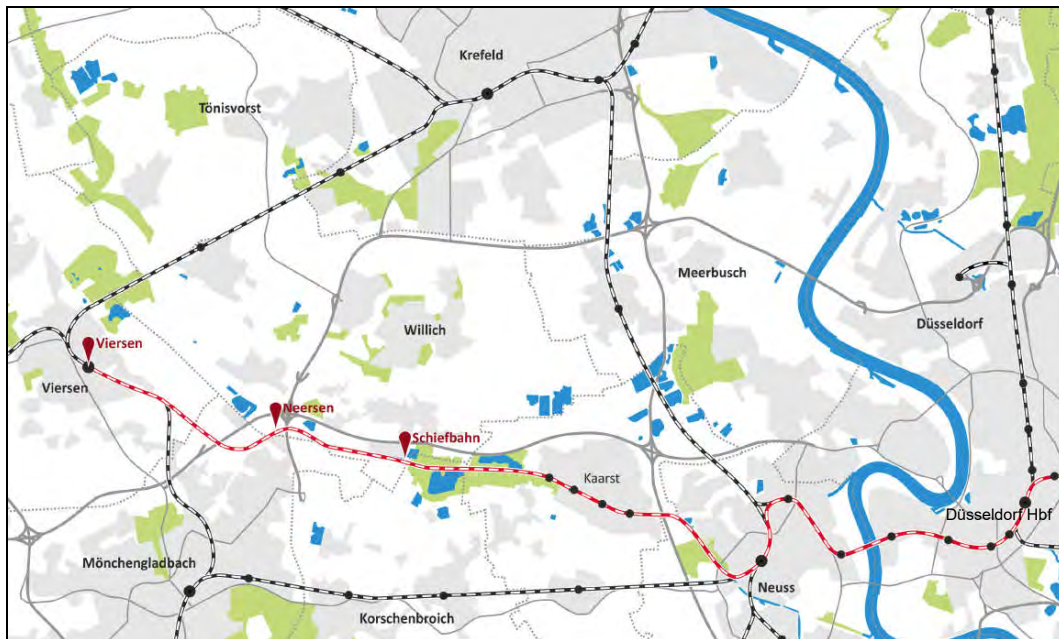 Krefeld
Tönisvorst
Meerbusch
Düsseldorf
Willich
Viersen
Viersen
Neersen
Schiefbahn
Kaarst
Düsseldorf Hbf
Mönchengladbach
Neuss
Korschenbroich